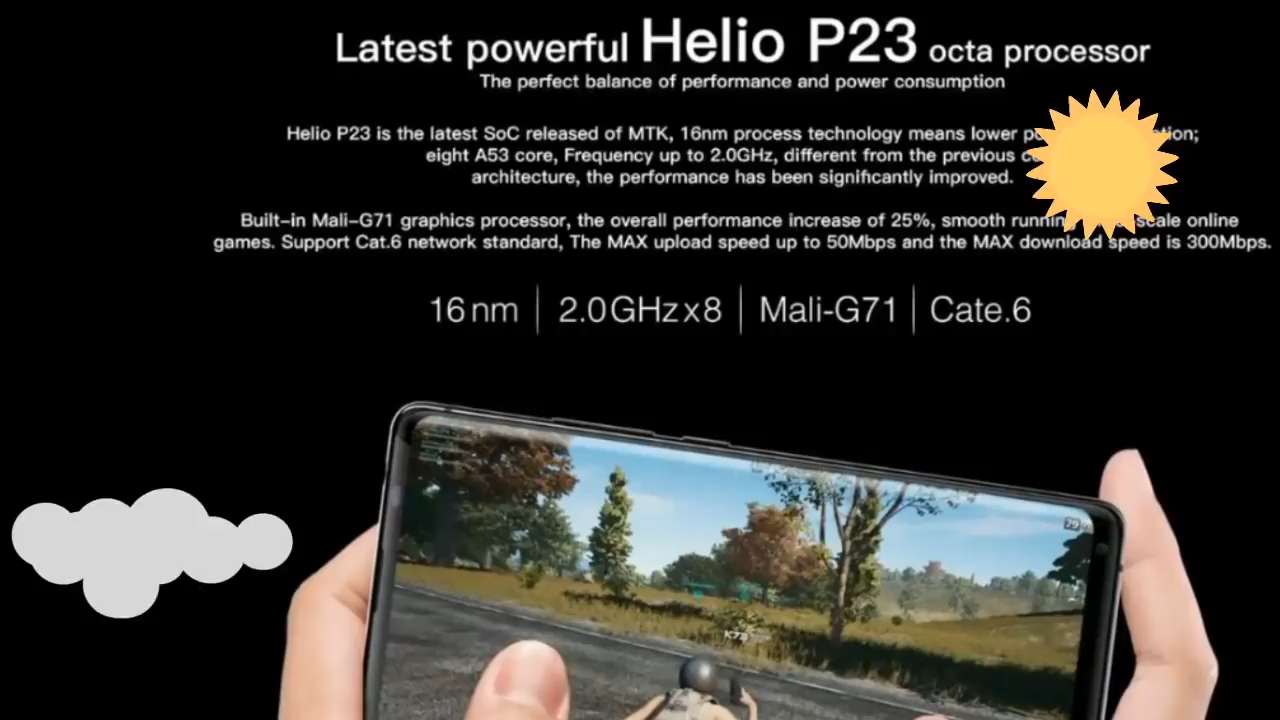 Latest powerful Helio P23 octa processor
The perfect balance of performance and power consumption
Helio P23 is the latest SoC released of MTK, 16nm process technology means lower
eight A53 core, Frequency up to 2.0GHz, different from the previous
architecture, the performance has been significantly improved.
Built-in Mali-G71 graphics processor, the overall performance increase of 25%, smooth online
games. Support Cat.6 network standard, The MAX upload speed up to 50Mbps and the MAX download speed is 300Mbps.
16nm | 2.0GHzx8 | Mali-G71 | Cate.6
79